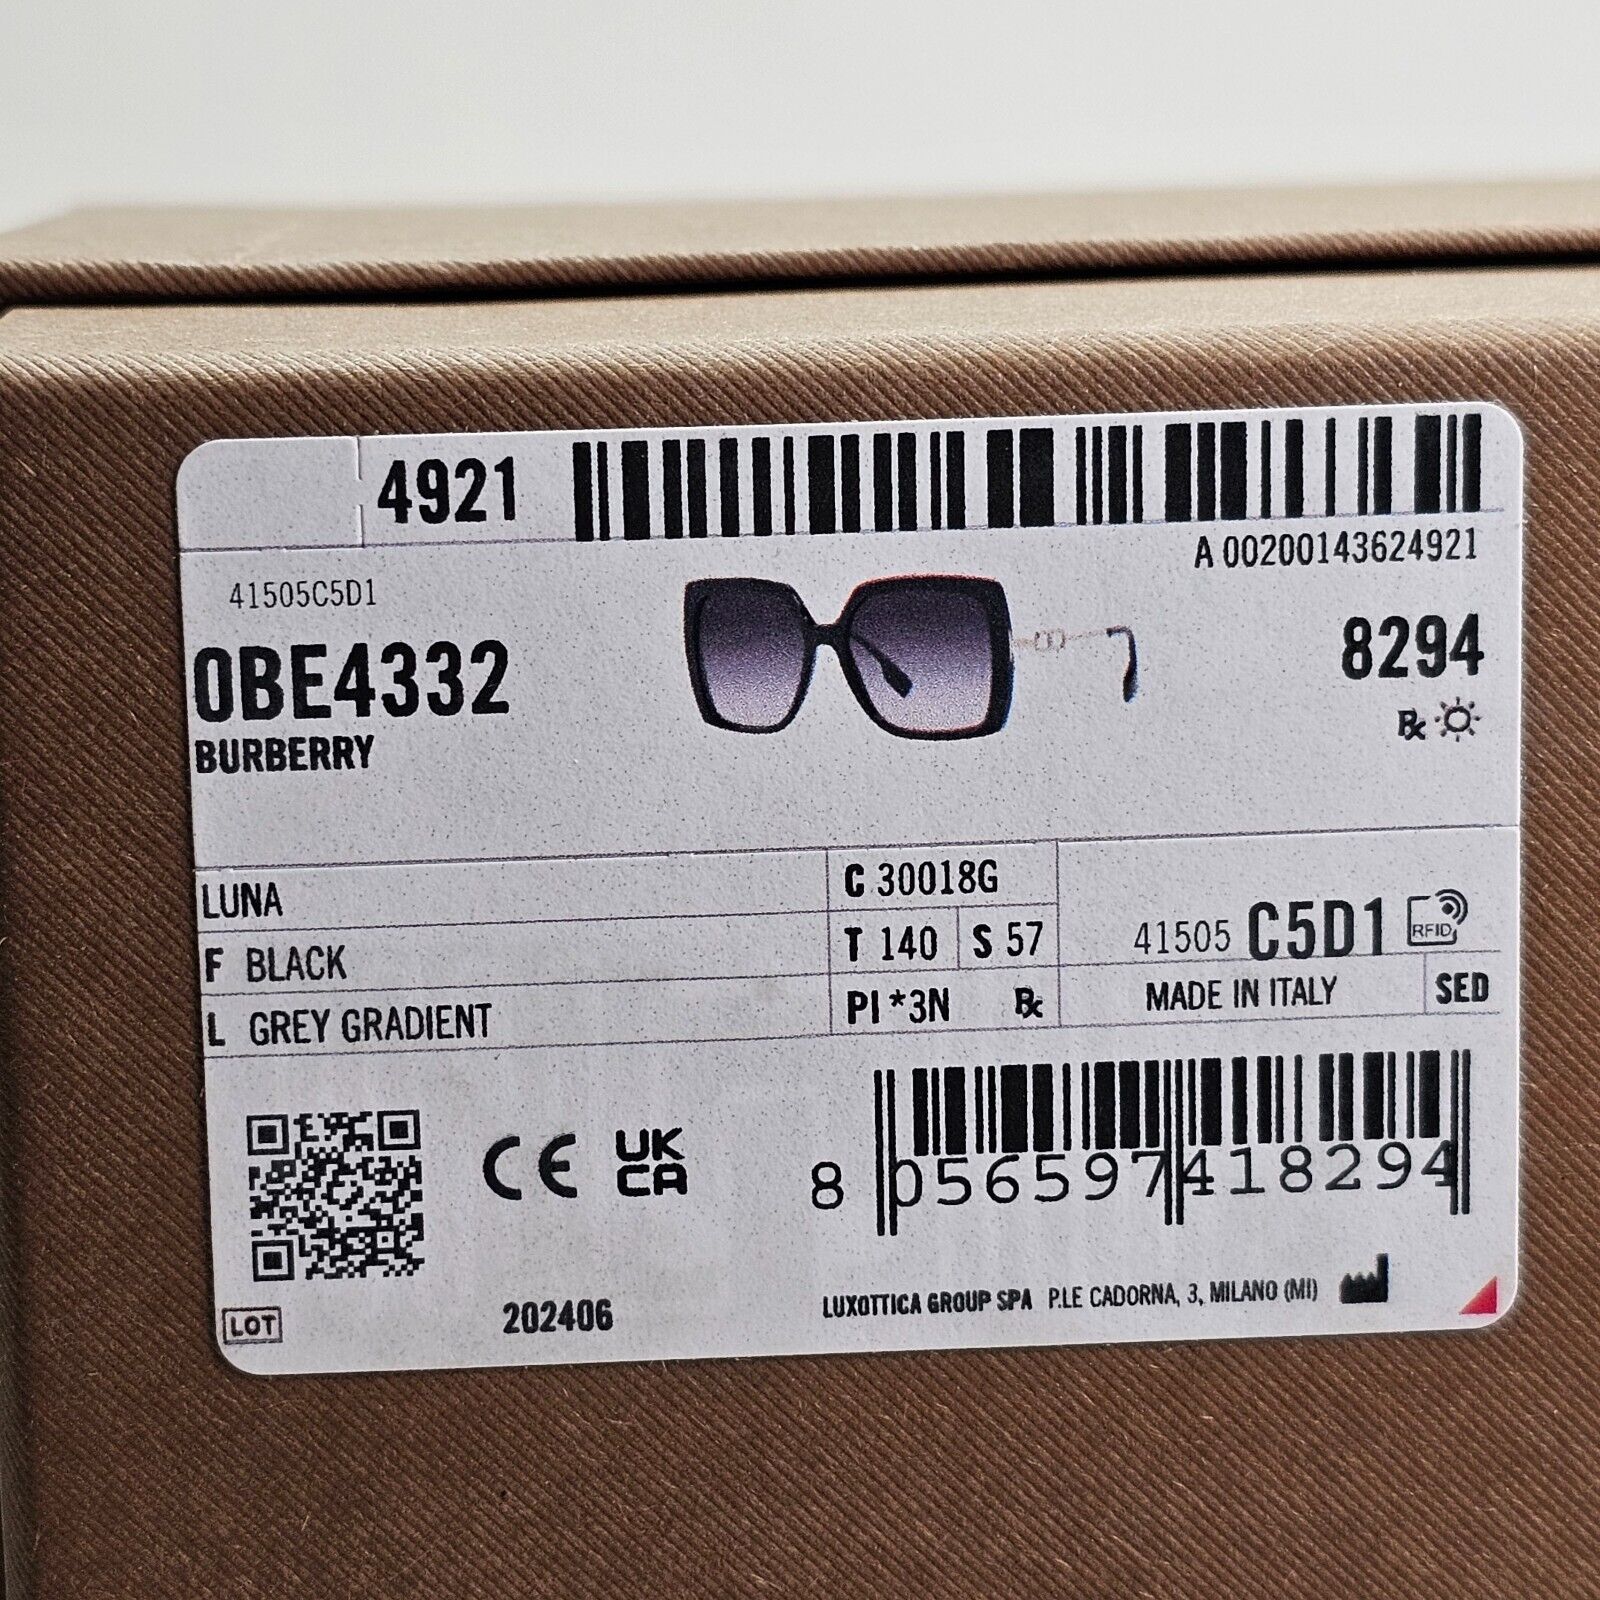 4921
A 00200143624921
41505C5D1
0BE4332
BURBERRY
8294
Rx
LUNA
C 30018G
F BLACK
T 140
S 57
41505 C5D1
RFID
L GREY GRADIENT
PI *3N
Rx
MADE IN ITALY
SED
CE
UK
CA
8 056597 418294
LOT
202406
LUXOTTICA GROUP SPA P.LE CADORNA, 3, MILANO (MI)